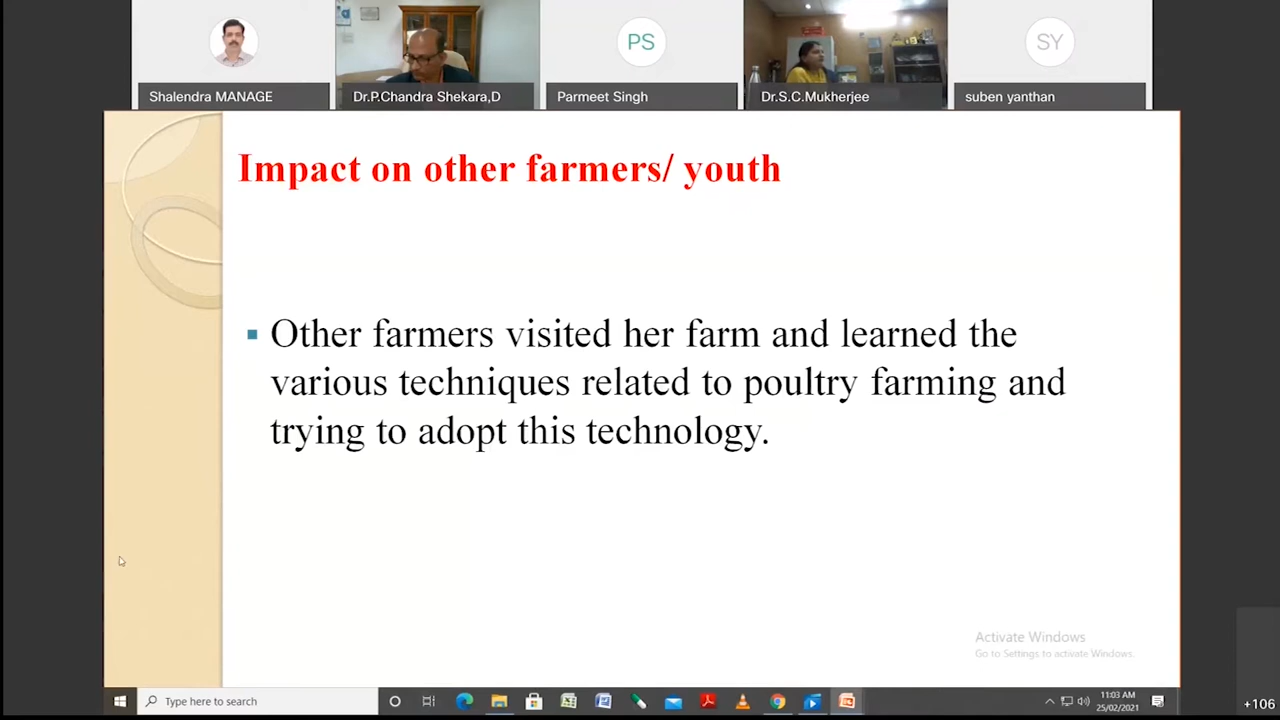 PS
SY
Shalendra MANAGE
Dr.P.Chandra Shekara,D
Parmeet Singh
Dr.S.C.Mukherjee
suben yanthan
Impact on other farmers/ youth
Other farmers visited her farm and learned the
various techniques related to poultry farming and
trying to adopt this technology.
Activate Windows
Go to Settings to activate Windows.
Type here to search
11:03 AM
25/02/2021
+106